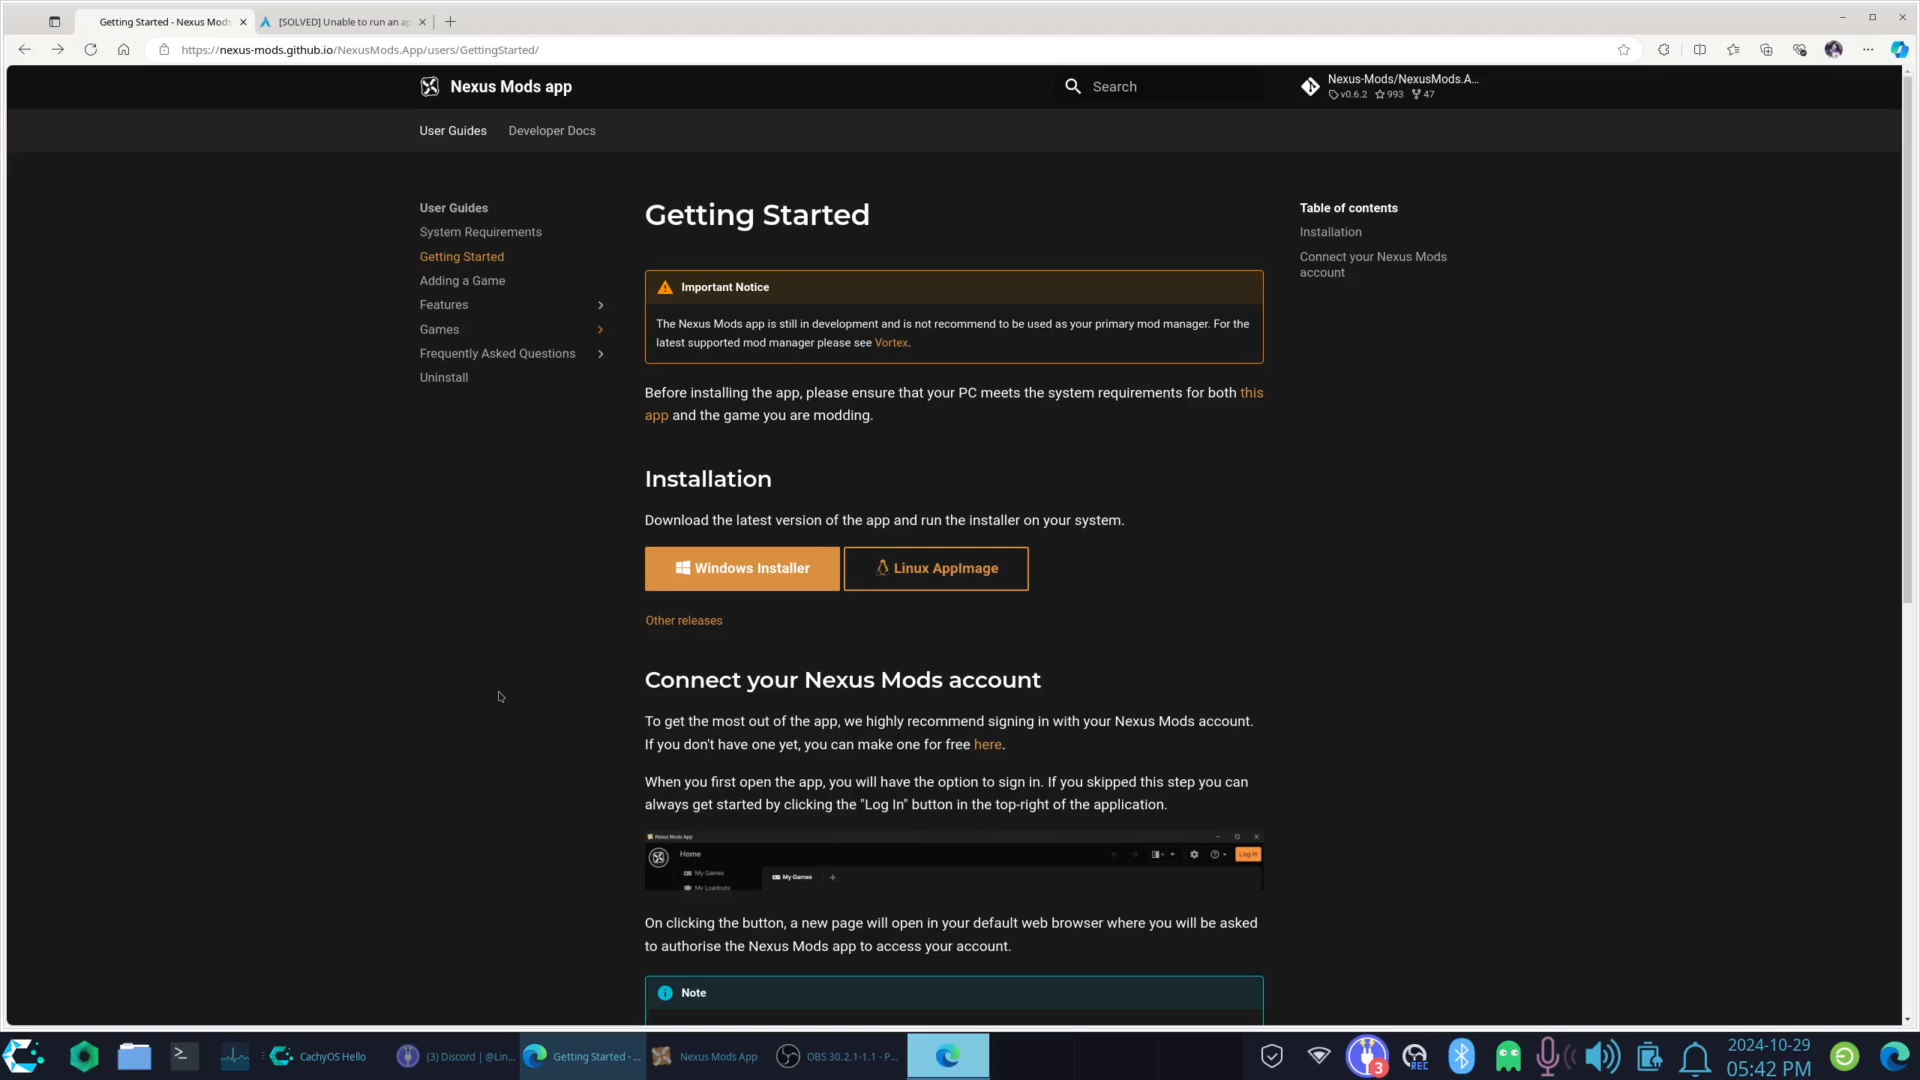 Getting Started - Nexus Mods
[SOLVED] Unable to run an ap
https://nexus-mods.github.io/NexusMods.App/users/GettingStarted/
Nexus Mods app
Search
Nexus-Mods/NexusMods.A...
v0.6.2 993 47
User Guides
Developer Docs
User Guides
System Requirements
Getting Started
Adding a Game
Features
Games
Frequently Asked Questions
Uninstall
Getting Started
Important Notice
The Nexus Mods app is still in development and is not recommend to be used as your primary mod manager. For the
latest supported mod manager please see Vortex.
Before installing the app, please ensure that your PC meets the system requirements for both this
app and the game you are modding.
Installation
Download the latest version of the app and run the installer on your system.
Windows Installer
Linux AppImage
Other releases
Connect your Nexus Mods account
To get the most out of the app, we highly recommend signing in with your Nexus Mods account.
If you don't have one yet, you can make one for free here.
When you first open the app, you will have the option to sign in. If you skipped this step you can
always get started by clicking the "Log In" button in the top-right of the application.
Nexus Mods App
Home
Log In
My Games
My Games
My Loadouts
On clicking the button, a new page will open in your default web browser where you will be asked
to authorise the Nexus Mods app to access your account.
Note
Table of contents
Installation
Connect your Nexus Mods
account
CachyOS Hello
(3) Discord | @Lin...
Getting Started - ...
Nexus Mods App
OBS 30.2.1-1.1 - P...
3
REC
2024-10-29
05:42 PM